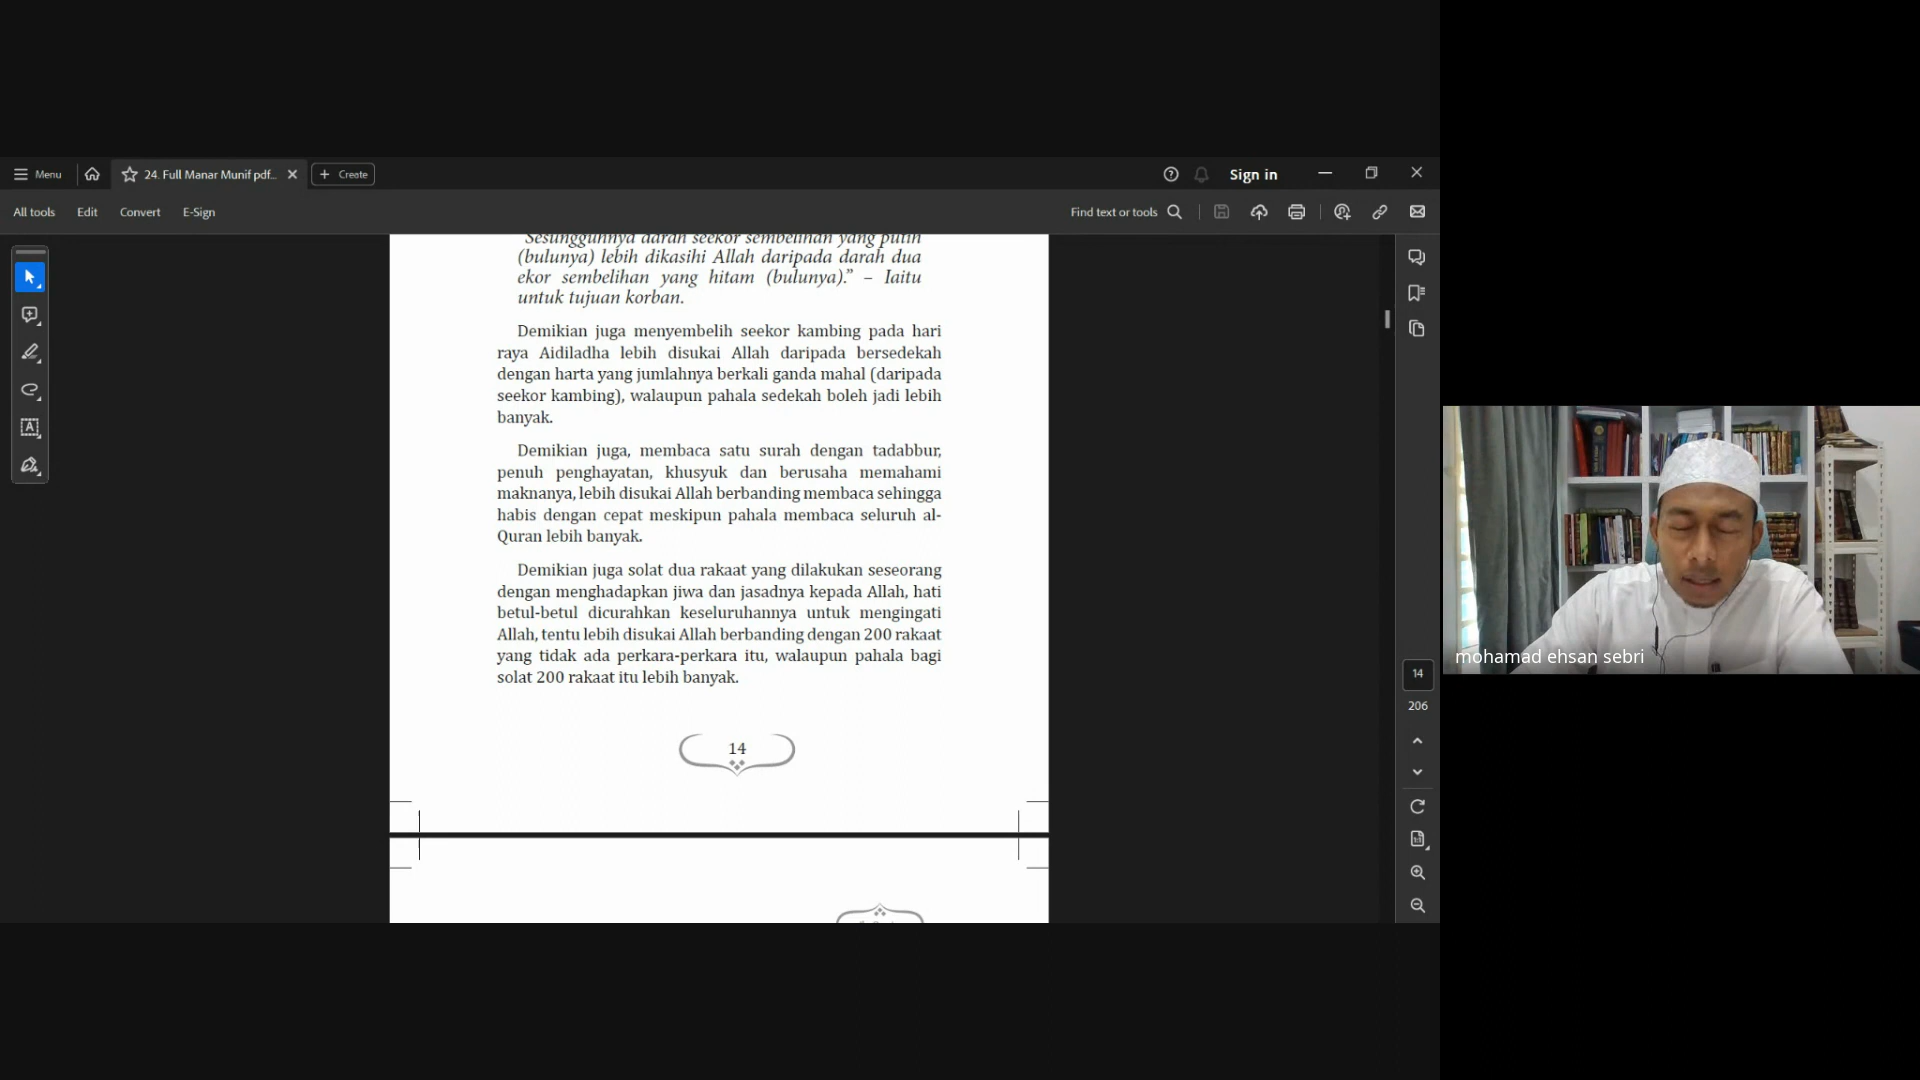 Menu
24. Full Manar Munif pdf...
Create
Sign in
All tools
Edit
Convert
E-Sign
Find text or tools
Sesungguhnya darah seekor sembelihan yang putih
(bulunya) lebih dikasihi Allah daripada darah dua
ekor sembelihan yang hitam (bulunya).” – Iaitu
untuk tujuan korban.
Demikian juga menyembelih seekor kambing pada hari
raya Aidiladha lebih disukai Allah daripada bersedekah
dengan harta yang jumlahnya berkali ganda mahal (daripada
seekor kambing), walaupun pahala sedekah boleh jadi lebih
banyak.
Demikian juga, membaca satu surah dengan tadabbur,
penuh penghayatan, khusyuk dan berusaha memahami
maknanya, lebih disukai Allah berbanding membaca sehingga
habis dengan cepat meskipun pahala membaca seluruh al-
Quran lebih banyak.
Demikian juga solat dua rakaat yang dilakukan seseorang
dengan menghadapkan jiwa dan jasadnya kepada Allah, hati
betul-betul dicurahkan keseluruhannya untuk mengingati
Allah, tentu lebih disukai Allah berbanding dengan 200 rakaat
yang tidak ada perkara-perkara itu, walaupun pahala bagi
solat 200 rakaat itu lebih banyak.
14
14
206
mohamad ehsan sebri